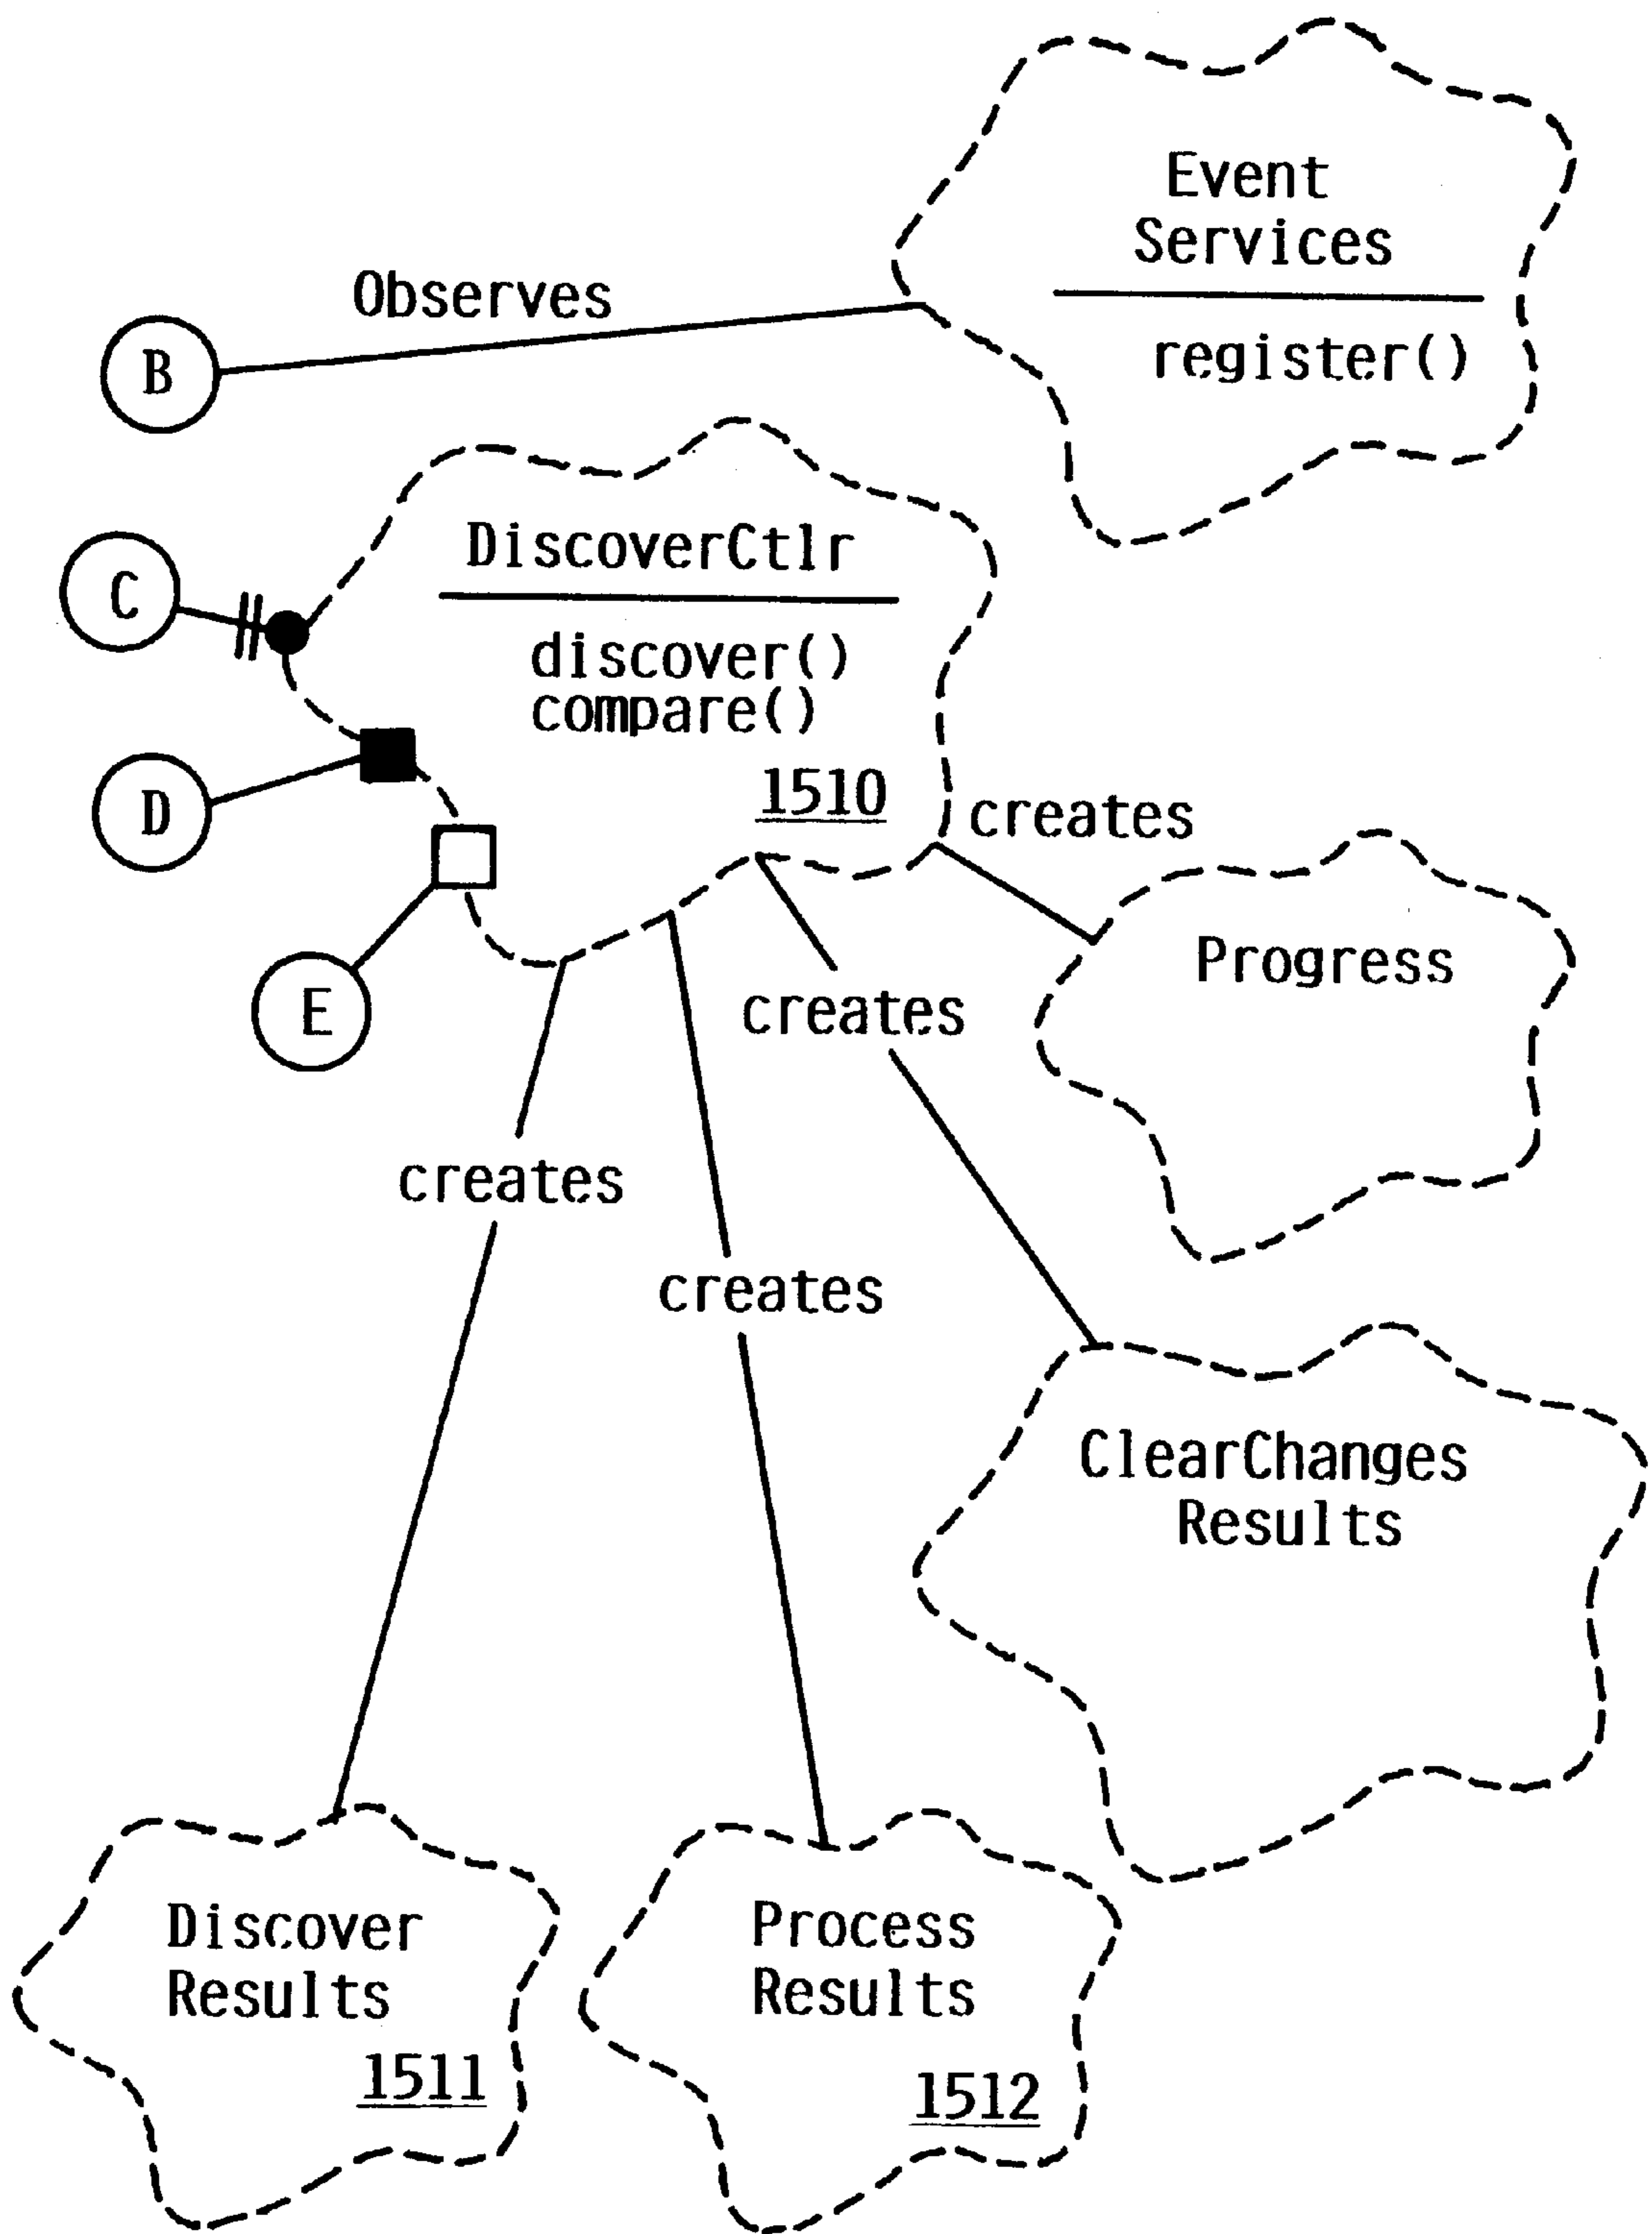 Event
Services
register()
Observes
B
DiscoverCtlr
discover()
compare()
1510
C
D
E
creates
Progress
creates
creates
creates
ClearChanges
Results
Discover
Results
1511
Process
Results
1512